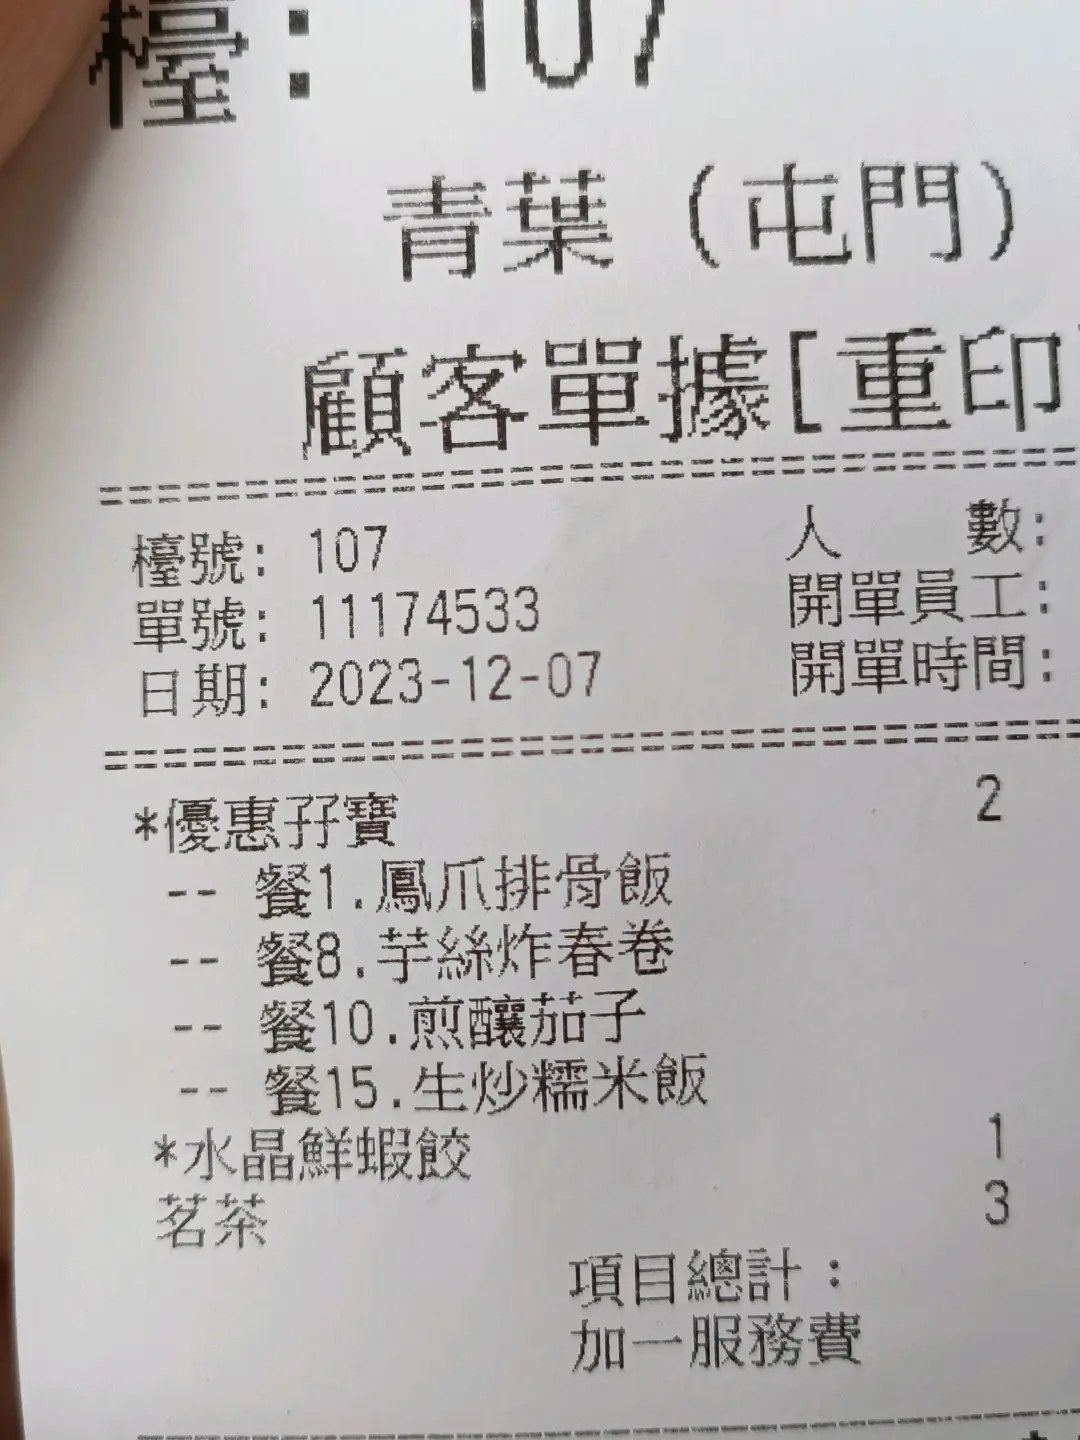 檯: 107
青葉 (屯門)
顧客單據[重印
檯號: 107 人 數:
單號: 11174533 開單員工:
日期: 2023-12-07 開單時間:
*優惠孖寶 2
-- 餐1.鳳爪排骨飯
-- 餐8.芋絲炸春卷
-- 餐10.煎釀茄子
-- 餐15.生炒糯米飯
*水晶鮮蝦餃 1
茗茶 3
項目總計:
加一服務費